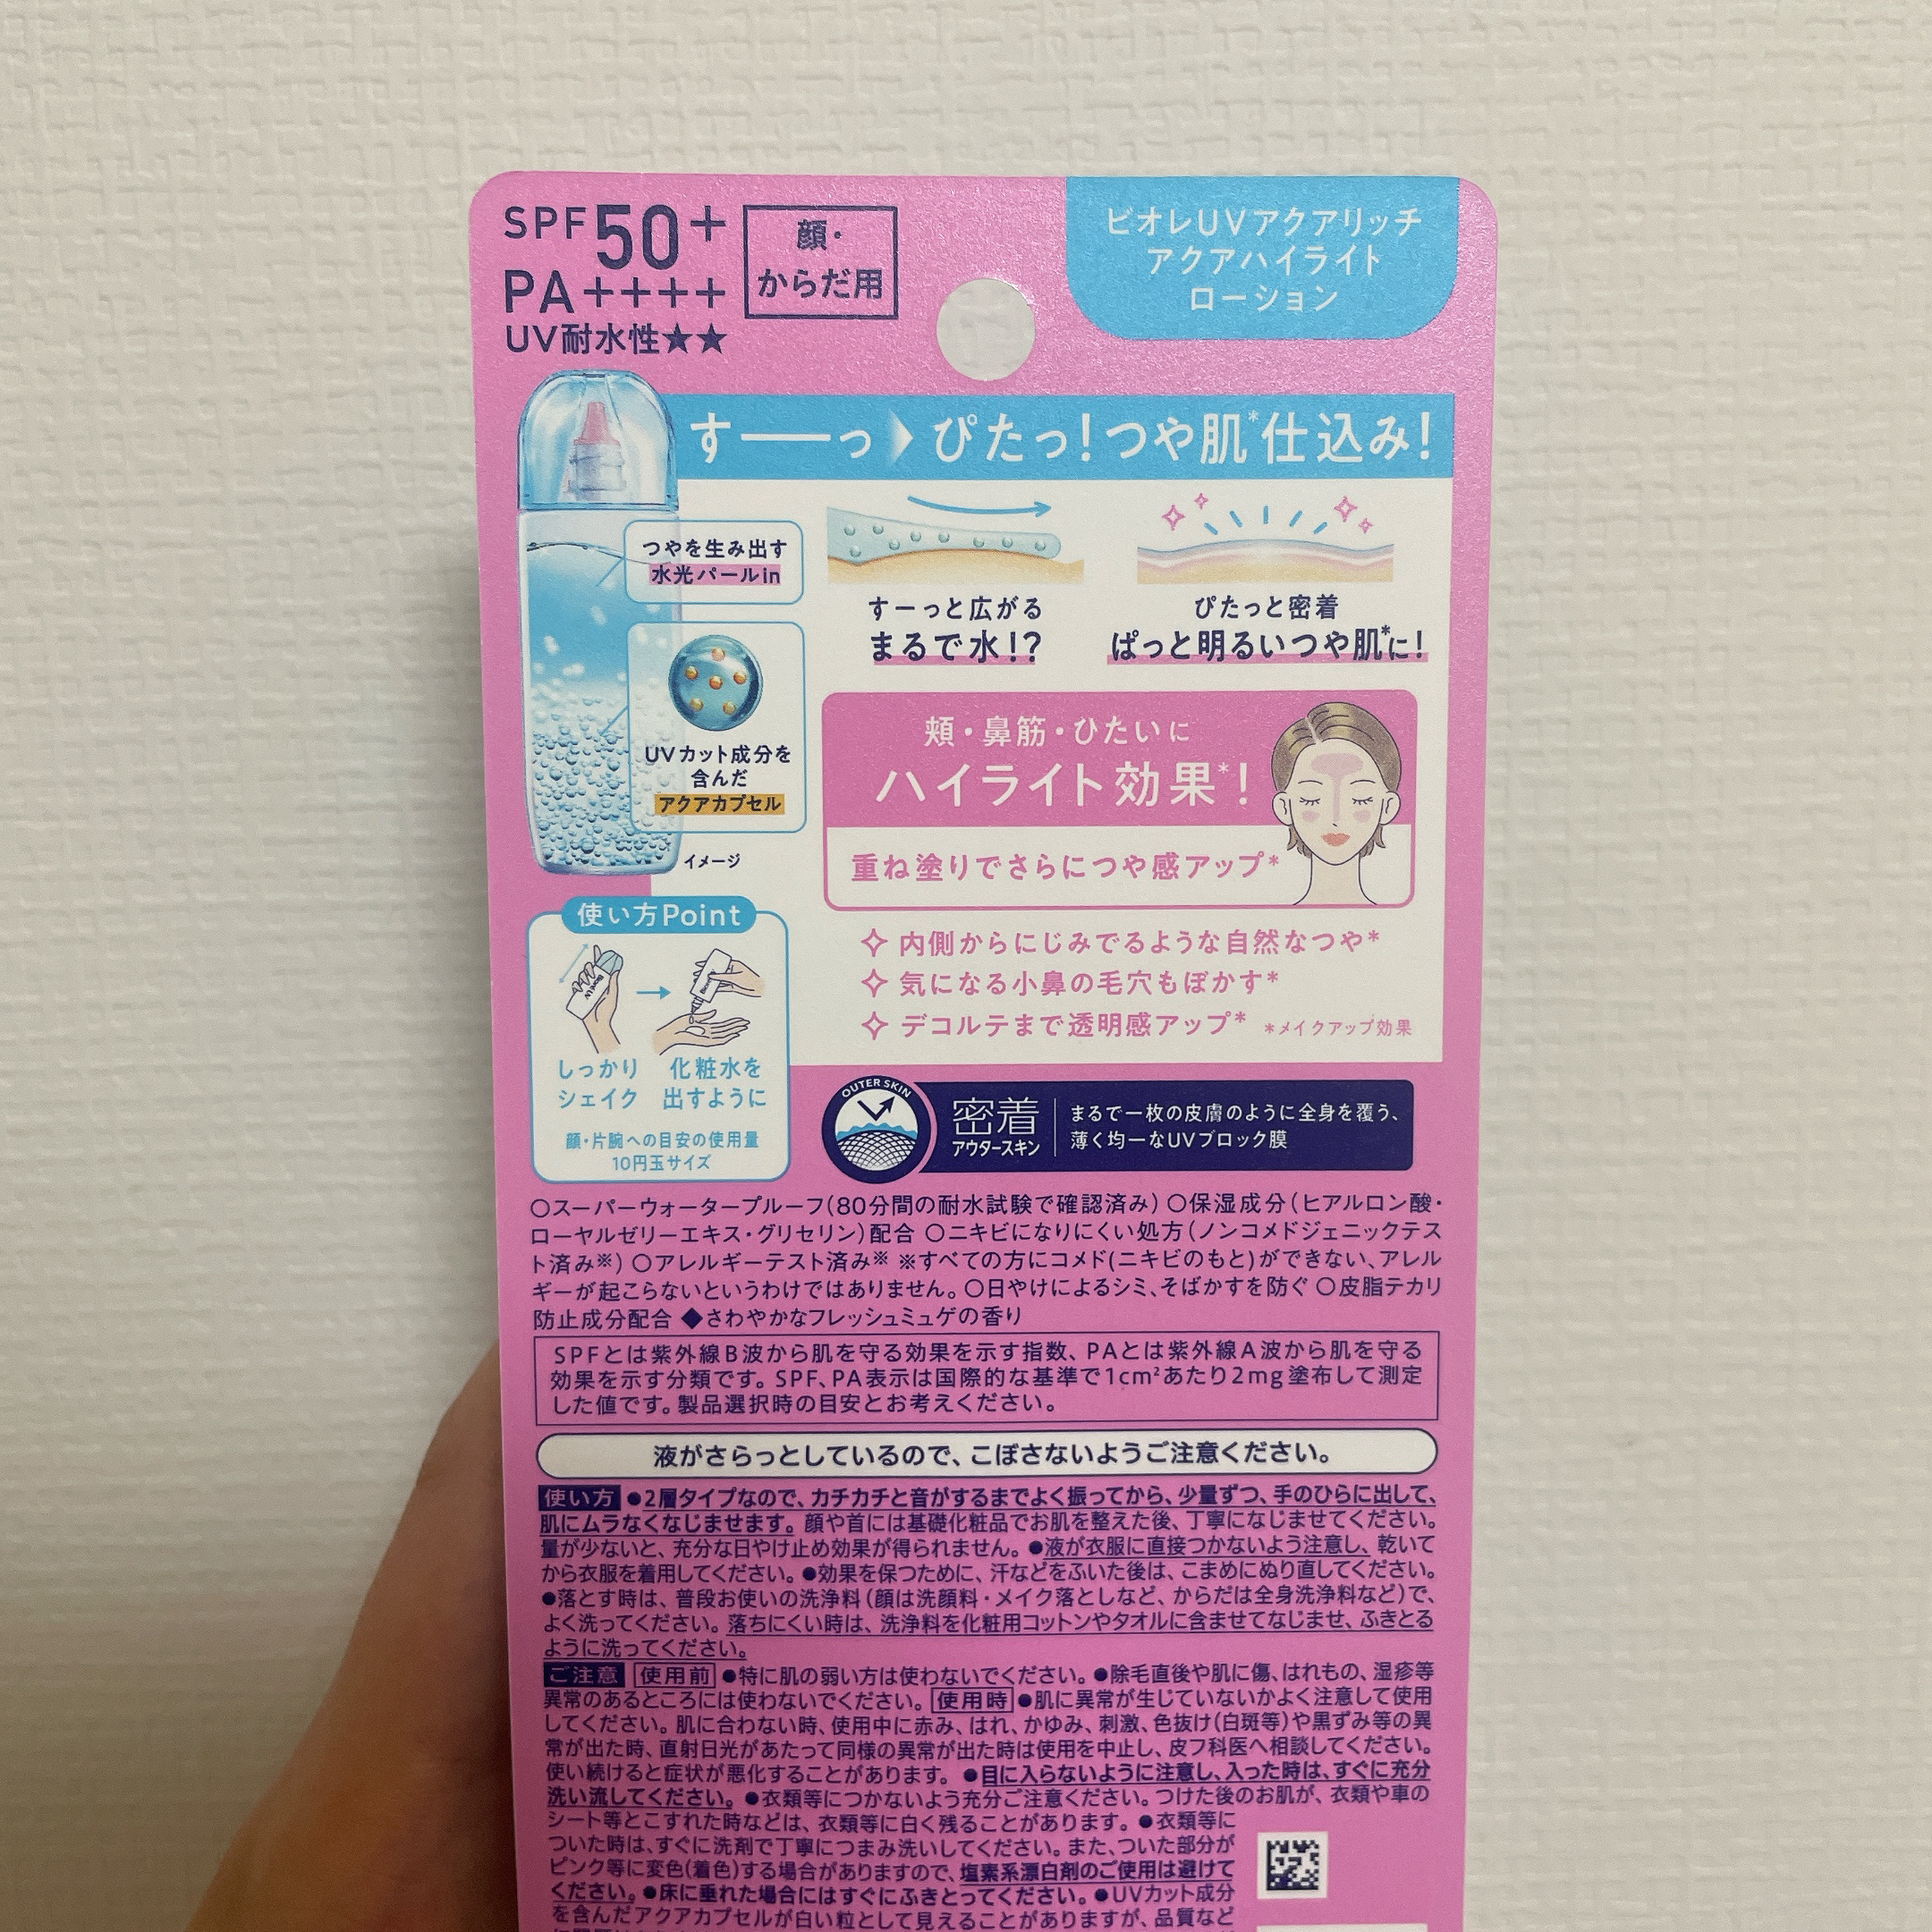 SPF50+
PA++++
UV耐水性★★
顔・
からだ用
ビオレUVアクアリッチ
アクアハイライト
ローション
すーーっ▶ぴたっ!つや肌*仕込み!
つやを生み出す
水光パールin
UVカット成分を
含んだ
アクアカプセル
イメージ
すーっと広がる
まるで水!?
ぴたっと密着
ぱっと明るいつや肌*に!
頬・鼻筋・ひたいに
ハイライト効果*!
重ね塗りでさらにつや感アップ*
内側からにじみでるような自然なつや*
気になる小鼻の毛穴もぼかす*
デコルテまで透明感アップ* *メイクアップ効果
使い方Point
しっかり
シェイク
化粧水を
出すように
顔・片腕への目安の使用量
10円玉サイズ
OUTER SKIN
密着
アウタースキン
まるで一枚の皮膚のように全身を覆う、
薄く均一なUVブロック膜
○スーパーウォータープルーフ(80分間の耐水試験で確認済み) ○保湿成分(ヒアルロン酸・
ローヤルゼリーエキス・グリセリン)配合 ○ニキビになりにくい処方(ノンコメドジェニックテス
ト済み※) ○アレルギーテスト済み※ ※すべての方にコメド(ニキビのもと)ができない、アレル
ギーが起こらないというわけではありません。○日やけによるシミ、そばかすを防ぐ ○皮脂テカリ
防止成分配合 ◆さわやかなフレッシュミュゲの香り
SPFとは紫外線B波から肌を守る効果を示す指数、PAとは紫外線A波から肌を守る
効果を示す分類です。SPF、PA表示は国際的な基準で1cm²あたり2mg塗布して測定
した値です。製品選択時の目安とお考えください。
液がさらっとしているので、こぼさないようご注意ください。
使い方 ●2層タイプなので、カチカチと音がするまでよく振ってから、少量ずつ、手のひらに出して、
肌にムラなくなじませます。顔や首には基礎化粧品でお肌を整えた後、丁寧になじませてください。
量が少ないと、充分な日やけ止め効果が得られません。●液が衣服に直接つかないよう注意し、乾いて
から衣服を着用してください。●効果を保つために、汗などをふいた後は、こまめにぬり直してください。
●落とす時は、普段お使いの洗浄料(顔は洗顔料・メイク落としなど、からだは全身洗浄料など)で、
よく洗ってください。落ちにくい時は、洗浄料を化粧用コットンやタオルに含ませてなじませ、ふきとる
ように洗ってください。
ご注意 使用前 ●特に肌の弱い方は使わないでください。●除毛直後や肌に傷、はれもの、湿疹等
異常のあるところには使わないでください。 使用時 ●肌に異常が生じていないかよく注意して使用
してください。肌に合わない時、使用中に赤み、はれ、かゆみ、刺激、色抜け(白斑等)や黒ずみ等の異
常が出た時、直射日光があたって同様の異常が出た時は使用を中止し、皮フ科医へ相談してください。
使い続けると症状が悪化することがあります。 ●目に入らないように注意し、入った時は、すぐに充分
洗い流してください。●衣類等につかないよう充分ご注意ください。つけた後のお肌が、衣類や車の
シート等とこすれた時などは、衣類等に白く残ることがあります。●衣類等に
ついた時は、すぐに洗剤で丁寧につまみ洗いしてください。また、ついた部分が
ピンク等に変色(着色)する場合がありますので、塩素系漂白剤のご使用は避けて
ください。●床に垂れた場合にはすぐにふきとってください。●UVカット成分
を含んだアクアカプセルが白い粒として見えることがありますが、品質など